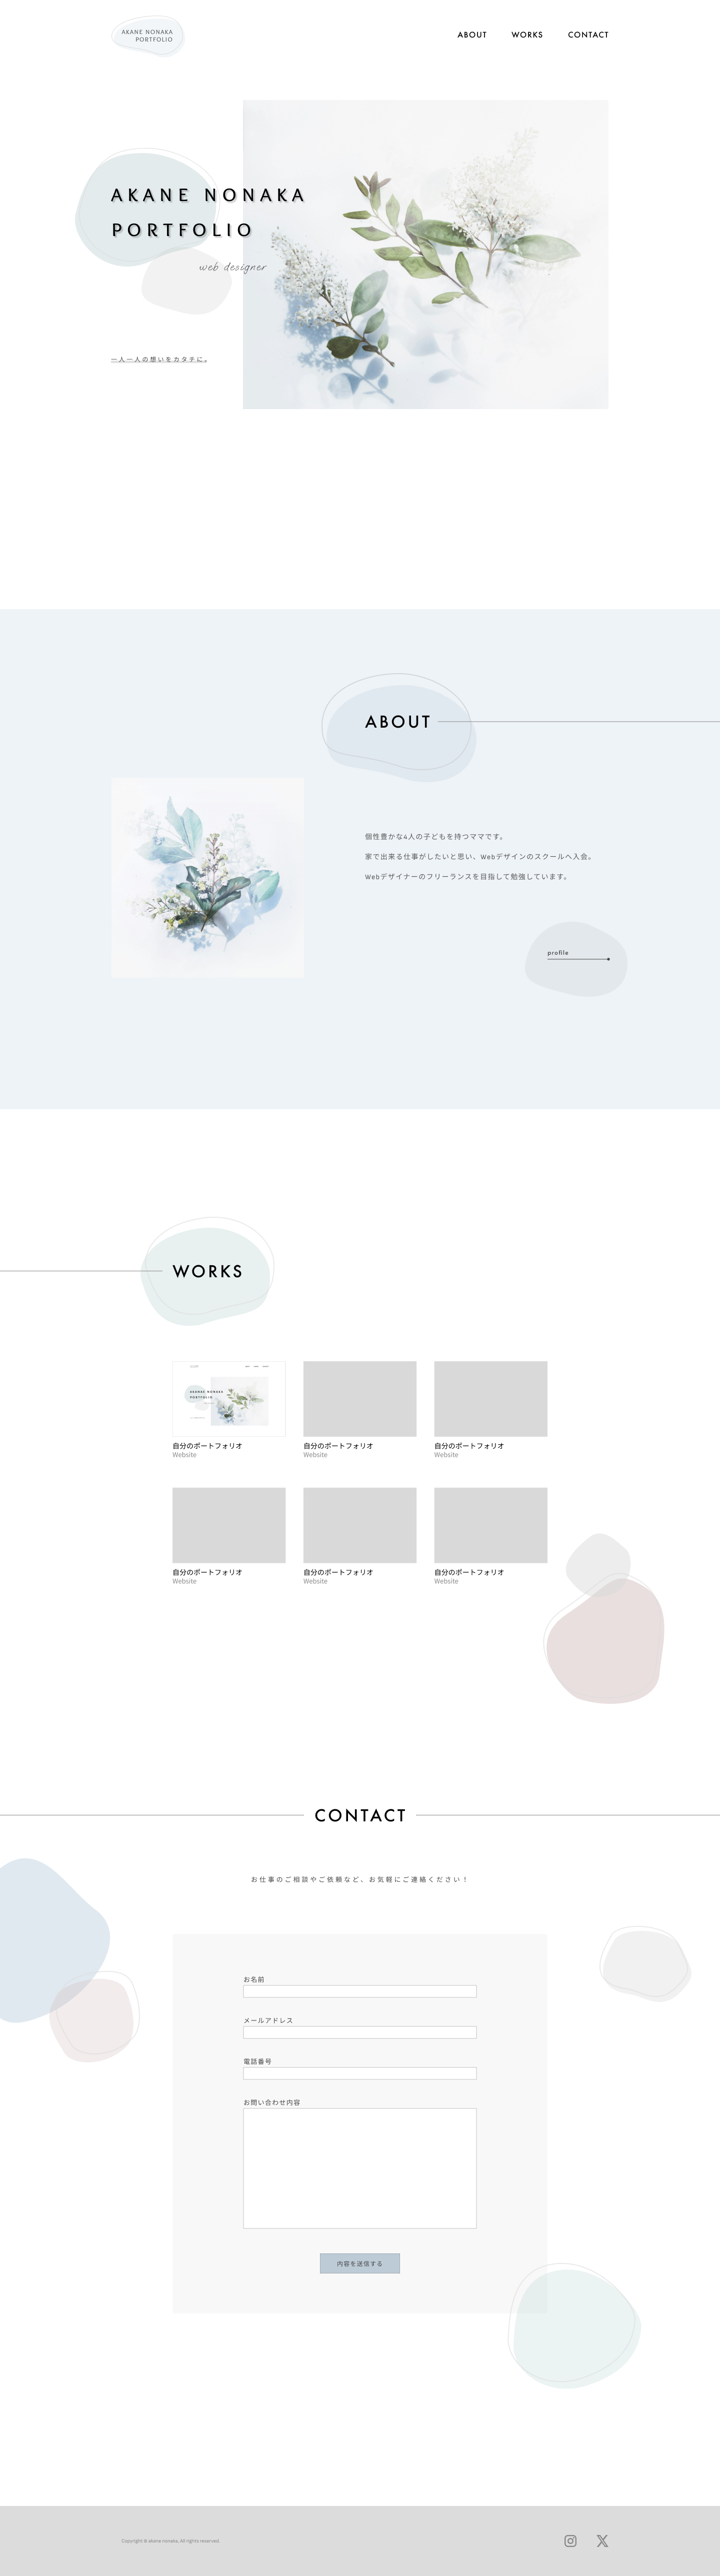 AKANE NONAKA
PORTFOLIO
ABOUT WORKS CONTACT
AKANE NONAKA
PORTFOLIO
web designer
一人一人の想いをカタチに。
ABOUT
個性豊かな4人の子どもを持つママです。
家で出来る仕事がしたいと思い、Webデザインのスクールへ入会。
Webデザイナーのフリーランスを目指して勉強しています。
profile
WORKS
自分のポートフォリオ
Website
自分のポートフォリオ
Website
自分のポートフォリオ
Website
自分のポートフォリオ
Website
自分のポートフォリオ
Website
自分のポートフォリオ
Website
CONTACT
お仕事のご相談やご依頼など、お気軽にご連絡ください！
お名前
メールアドレス
電話番号
お問い合わせ内容
内容を送信する
Copyright © akane nonaka. All rights reserved.